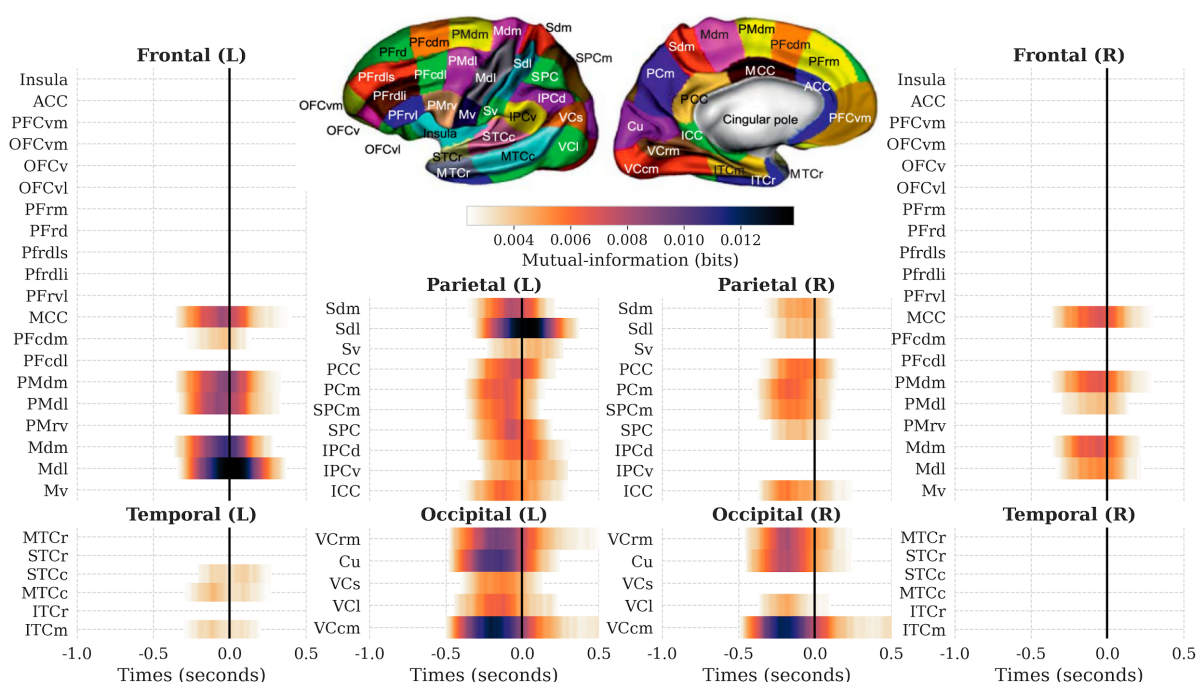 Frontal (L)
Insula
ACC
PFCvm
OFCvm
OFCv
OFCvl
PFrm
PFrd
Pfrdls
Pfrdli
PFrvl
MCC
PFcdm
PFcdl
PMdm
PMdl
PMrv
Mdm
Mdl
Mv
Temporal (L)
MTCr
STCr
STCc
MTCc
ITCr
ITCm
-1.0 -0.5 0.0 0.5
Times (seconds)
PFrd PFcdm PMdm Mdm Sdm
SPCm
PFrdls PFcdl PMdl Mdl Sdl SPC
OFCvm PFrdli PMrv IPCd
PFrvl Mv Sv IPCv VCs
OFCv Insula STCc VCl
OFCvl STCr MTCc
MTCr
Sdm Mdm PMdm PFcdm PFrm
PCm MCC ACC
PCC PFCvm
Cingular pole
Cu ICC
VCrm
VCcm ITCm ITCr MTCr
0.004 0.006 0.008 0.010 0.012
Mutual-information (bits)
Parietal (L)
Sdm
Sdl
Sv
PCC
PCm
SPCm
SPC
IPCd
IPCv
ICC
Occipital (L)
VCrm
Cu
VCs
VCl
VCcm
-1.0 -0.5 0.0 0.5
Times (seconds)
Parietal (R)
Sdm
Sdl
Sv
PCC
PCm
SPCm
SPC
IPCd
IPCv
ICC
Occipital (R)
VCrm
Cu
VCs
VCl
VCcm
-1.0 -0.5 0.0 0.5
Times (seconds)
Frontal (R)
Insula
ACC
PFCvm
OFCvm
OFCv
OFCvl
PFrm
PFrd
Pfrdls
Pfrdli
PFrvl
MCC
PFcdm
PFcdl
PMdm
PMdl
PMrv
Mdm
Mdl
Mv
Temporal (R)
MTCr
STCr
STCc
MTCc
ITCr
ITCm
-1.0 -0.5 0.0 0.5
Times (seconds)